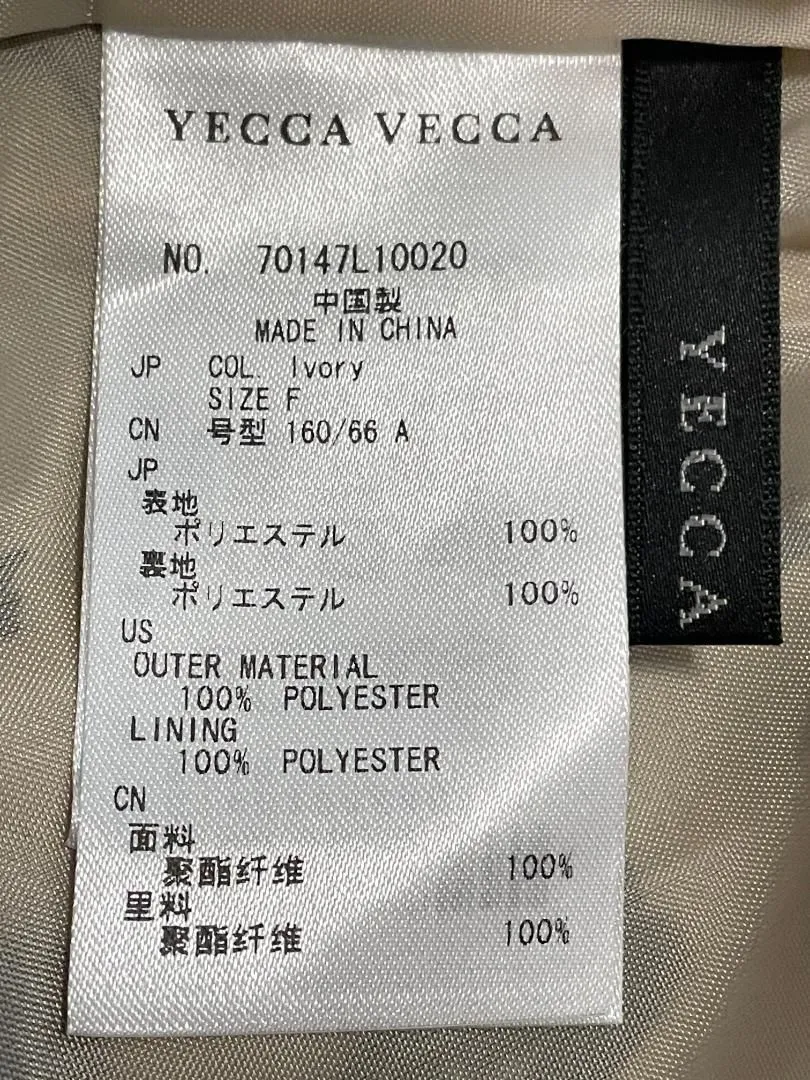 YECCA VECCA
NO. 70147L10020
中国製
MADE IN CHINA
JP COL. Ivory
SIZE F
CN 号型 160/66 A
JP
表地
ポリエステル 100%
裏地
ポリエステル 100%
US
OUTER MATERIAL
100% POLYESTER
LINING
100% POLYESTER
CN
面料
聚酯纤维 100%
里料
聚酯纤维 100%
YECCA